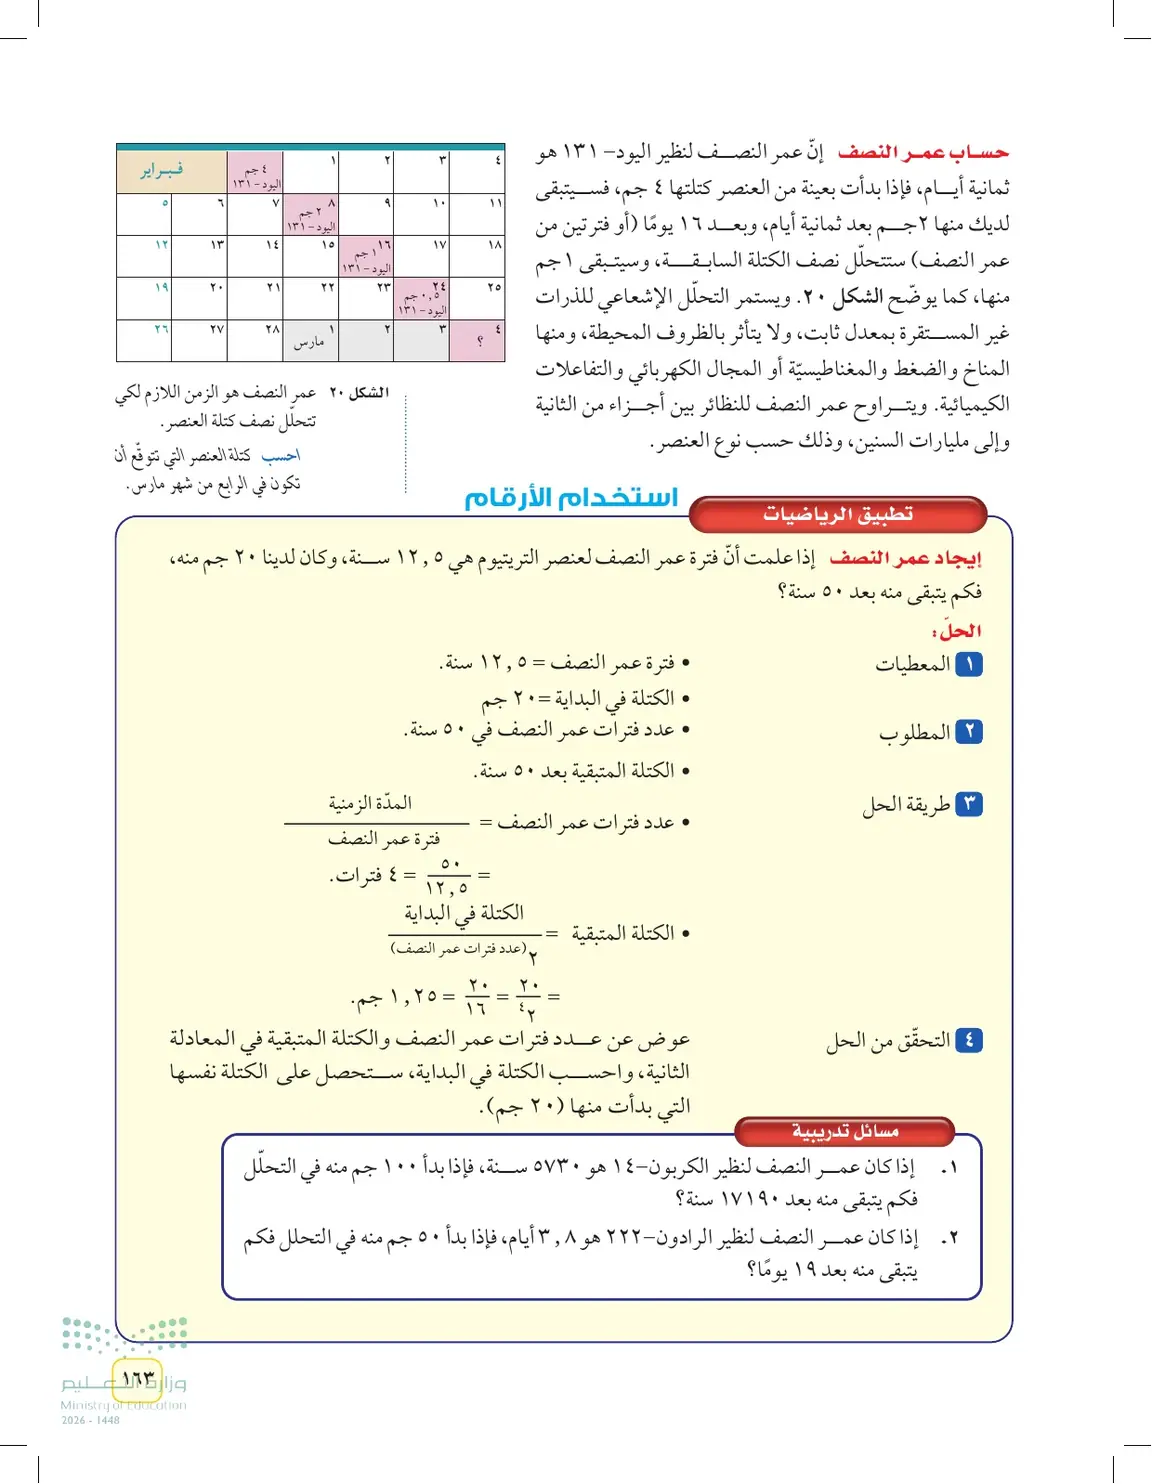 حساب عمر النصف إنّ عمر النصف لنظير اليود- ١٣١ هو
ثمانية أيام، فإذا بدأت بعينة من العنصر كتلتها ٤ جم، فسيتبقى
لديك منها ٢جم بعد ثمانية أيام، وبعد ١٦ يومًا (أو فترتين من
عمر النصف) ستتحلّل نصف الكتلة السابقة، وسيتبقى ١جم
منها، كما يوضّح الشكل ٢٠. ويستمر التحلّل الإشعاعي للذرات
غير المستقرة بمعدل ثابت، ولا يتأثر بالظروف المحيطة، ومنها
المناخ والضغط والمغناطيسيّة أو المجال الكهربائي والتفاعلات
الكيميائية. ويتراوح عمر النصف للنظائر بين أجزاء من الثانية
وإلى مليارات السنين، وذلك حسب نوع العنصر.
٤ ٣ ٢ ١ ٤ جم اليود - ١٣١ فبراير
١١ ١٠ ٩ ٨ ٢ جم اليود - ١٣١ ٧ ٦ ٥
١٨ ١٧ ١٦ ١ جم اليود - ١٣١ ١٥ ١٤ ١٣ ١٢
٢٥ ٢٤ ٠,٥ جم اليود - ١٣١ ٢٣ ٢٢ ٢١ ٢٠ ١٩
٤ ؟ ٣ ٢ ١ مارس ٢٨ ٢٧ ٢٦
الشكل ٢٠ عمر النصف هو الزمن اللازم لكي
تتحلّل نصف كتلة العنصر.
احسب كتلة العنصر التي تتوقّع أن
تكون في الرابع من شهر مارس.
تطبيق الرياضيات استخدام الأرقام
إيجاد عمر النصف إذا علمت أنّ فترة عمر النصف لعنصر التريتيوم هي ١٢,٥ سنة، وكان لدينا ٢٠ جم منه،
فكم يتبقى منه بعد ٥٠ سنة؟
الحلّ:
١ المعطيات • فترة عمر النصف = ١٢,٥ سنة.
• الكتلة في البداية = ٢٠ جم
٢ المطلوب • عدد فترات عمر النصف في ٥٠ سنة.
• الكتلة المتبقية بعد ٥٠ سنة.
٣ طريقة الحل • عدد فترات عمر النصف = المدّة الزمنية
فترة عمر النصف
= ٥٠ / ١٢,٥ = ٤ فترات.
• الكتلة المتبقية = الكتلة في البداية
٢(عدد فترات عمر النصف)
= ٢٠ / ٢⁴ = ٢٠ / ١٦ = ١,٢٥ جم.
٤ التحقّق من الحل عوض عن عدد فترات عمر النصف والكتلة المتبقية في المعادلة
الثانية، واحسب الكتلة في البداية، ستحصل على الكتلة نفسها
التي بدأت منها (٢٠ جم).
مسائل تدريبية
١. إذا كان عمر النصف لنظير الكربون-١٤ هو ٥٧٣٠ سنة، فإذا بدأ ١٠٠ جم منه في التحلّل
فكم يتبقى منه بعد ١٧١٩٠ سنة؟
٢. إذا كان عمر النصف لنظير الرادون-٢٢٢ هو ٣,٨ أيام، فإذا بدأ ٥٠ جم منه في التحلل فكم
يتبقى منه بعد ١٩ يومًا؟
وزارة التعليم
١٦٣
Ministry of Education
2026 - 1448